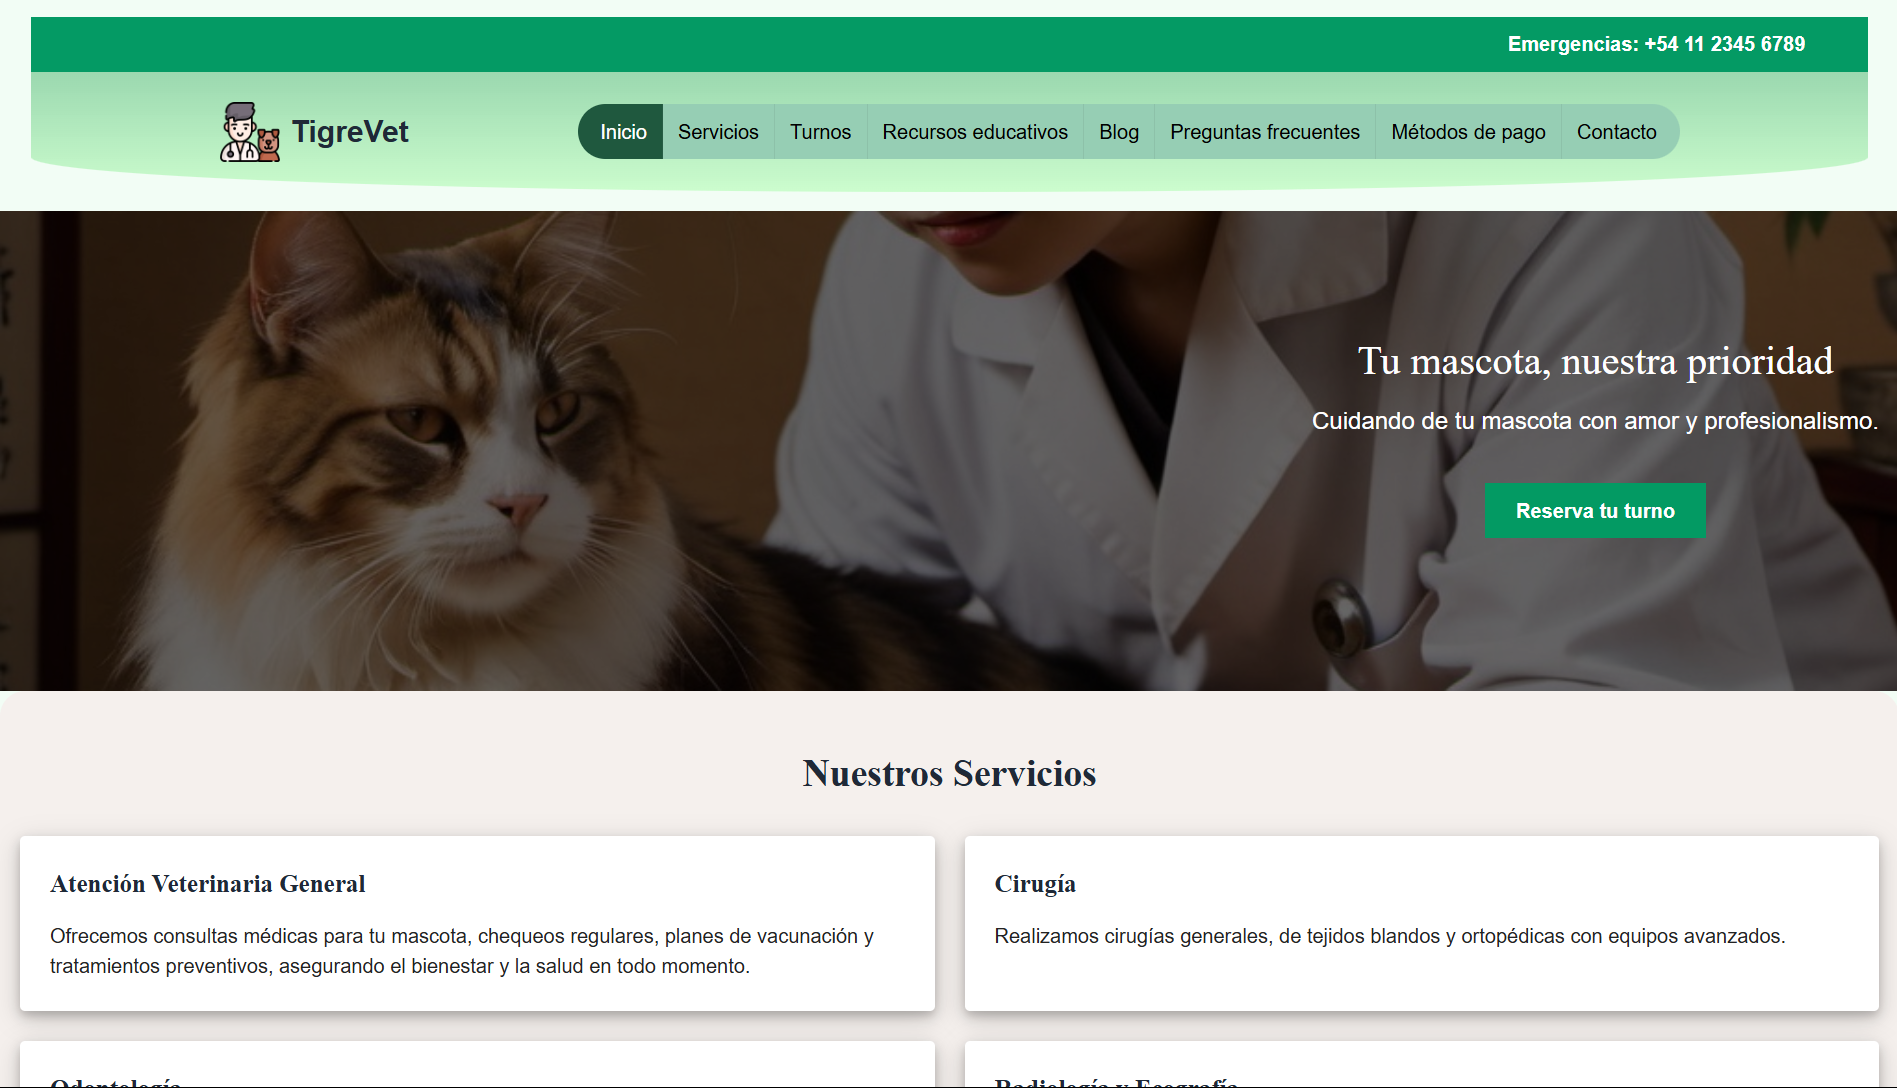 Emergencias: +54 11 2345 6789
TigreVet
Inicio
Servicios
Turnos
Recursos educativos
Blog
Preguntas frecuentes
Métodos de pago
Contacto
Tu mascota, nuestra prioridad
Cuidando de tu mascota con amor y profesionalismo.
Reserva tu turno
Nuestros Servicios
Atención Veterinaria General
Ofrecemos consultas médicas para tu mascota, chequeos regulares, planes de vacunación y
tratamientos preventivos, asegurando el bienestar y la salud en todo momento.
Cirugía
Realizamos cirugías generales, de tejidos blandos y ortopédicas con equipos avanzados.
Odontología
Radiología y Ecografía